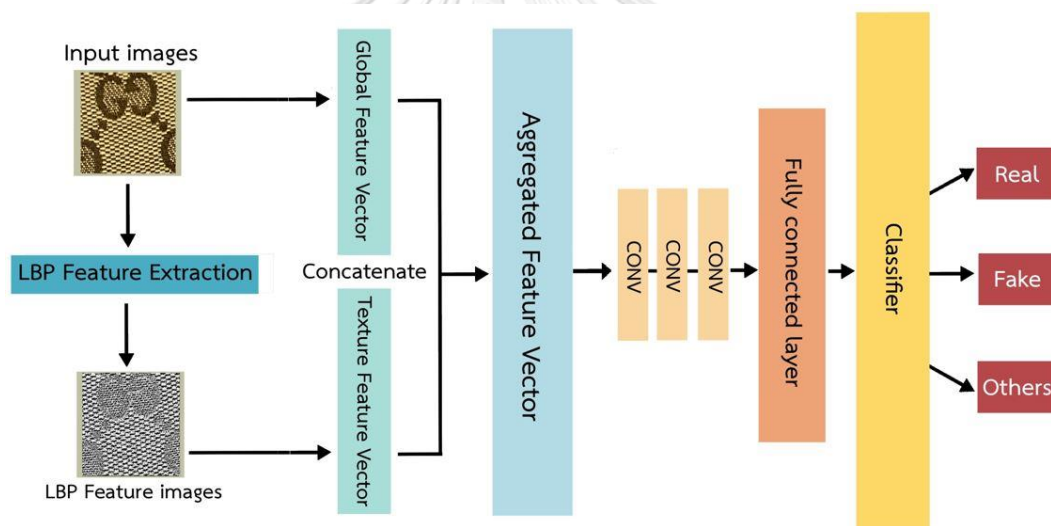 Input images
LBP Feature Extraction
LBP Feature images
Global Feature Vector
Concatenate
Texture Feature Vector
Aggregated Feature Vector
CONV
CONV
CONV
Fully connected layer
Classifier
Real
Fake
Others